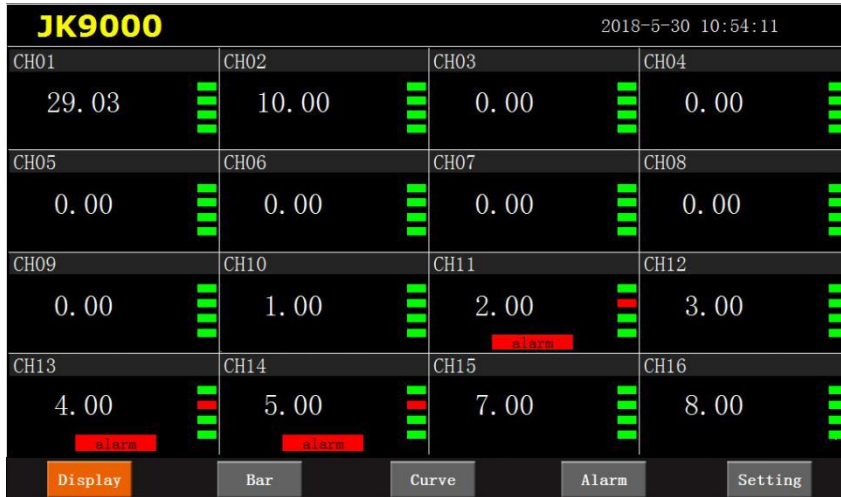 JK9000 2018-5-30 10:54:11
CH01 CH02 CH03 CH04
29.03 10.00 0.00 0.00
CH05 CH06 CH07 CH08
0.00 0.00 0.00 0.00
CH09 CH10 CH11 CH12
0.00 1.00 2.00 3.00
alarm
CH13 CH14 CH15 CH16
4.00 5.00 7.00 8.00
alarm alarm
Display Bar Curve Alarm Setting